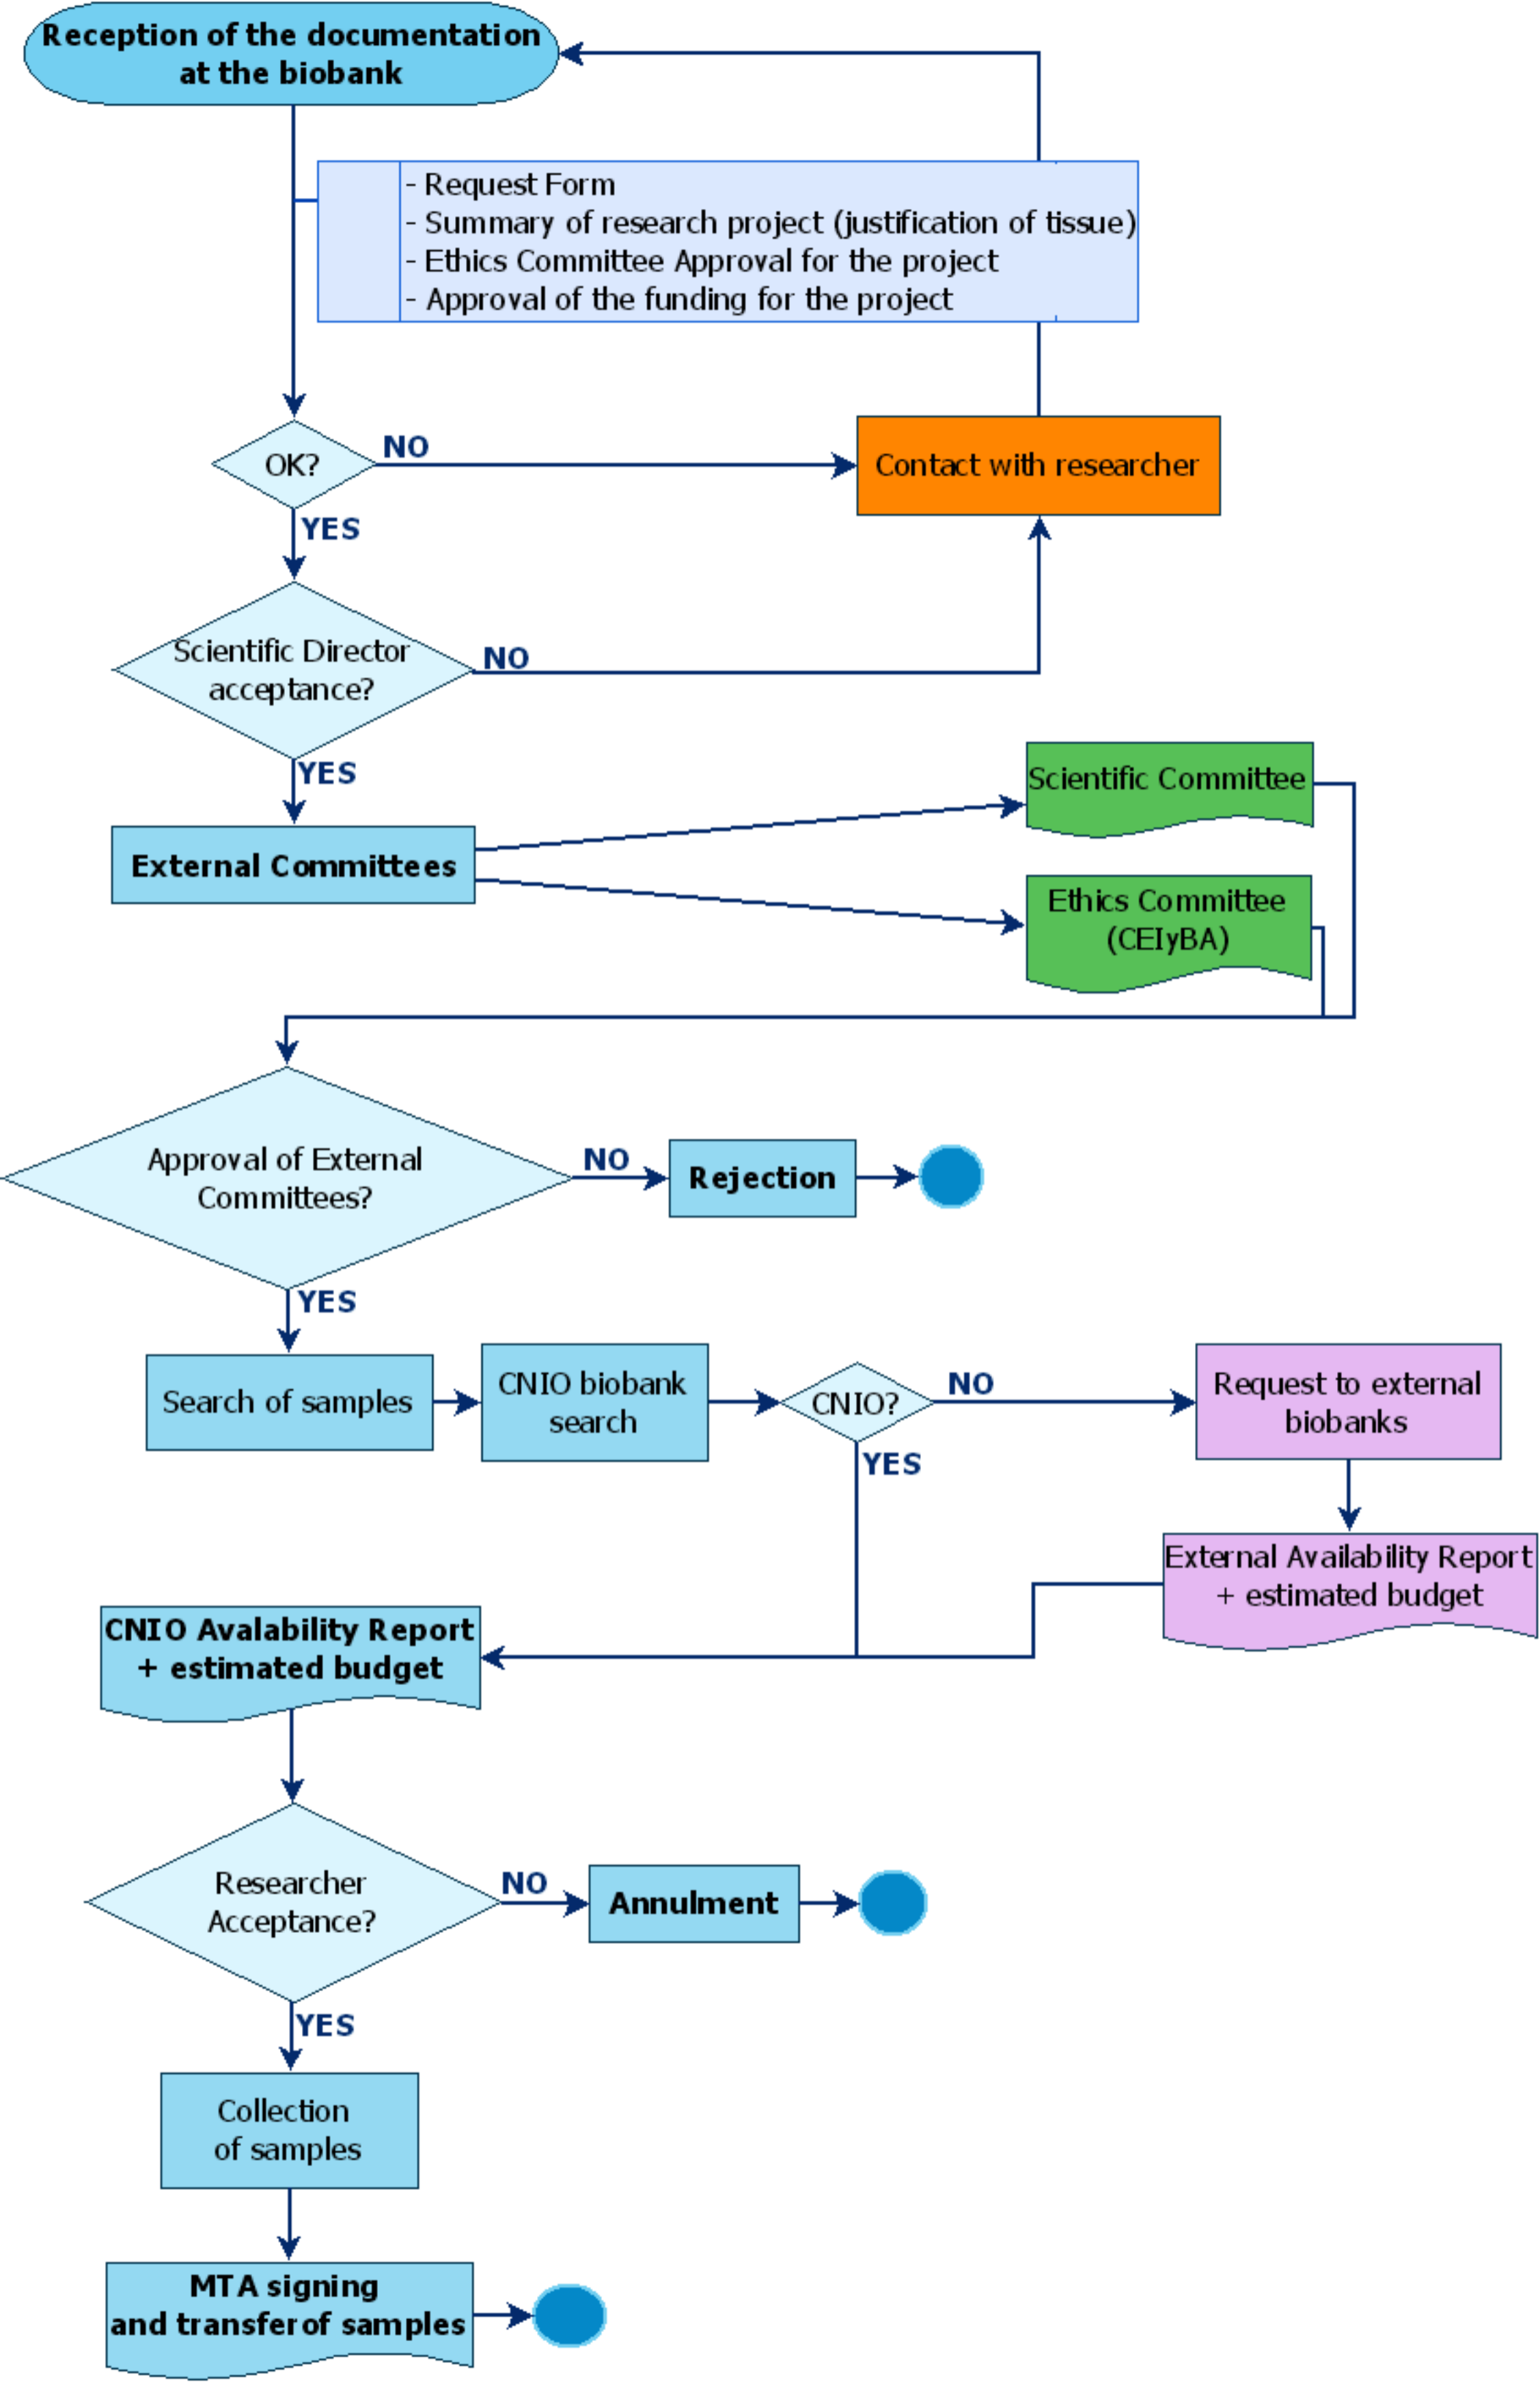 Reception of the documentation
at the biobank
- Request Form
- Summary of research project (justification of tissue)
- Ethics Committee Approval for the project
- Approval of the funding for the project
OK?
NO
Contact with researcher
YES
Scientific Director
acceptance?
NO
YES
External Committees
Scientific Committee
Ethics Committee
(CEIyBA)
Approval of External
Committees?
NO
Rejection
YES
Search of samples
CNIO biobank
search
CNIO?
NO
Request to external
biobanks
YES
External Availability Report
+ estimated budget
CNIO Avalability Report
+ estimated budget
Researcher
Acceptance?
NO
Annulment
YES
Collection
of samples
MTA signing
and transfer of samples